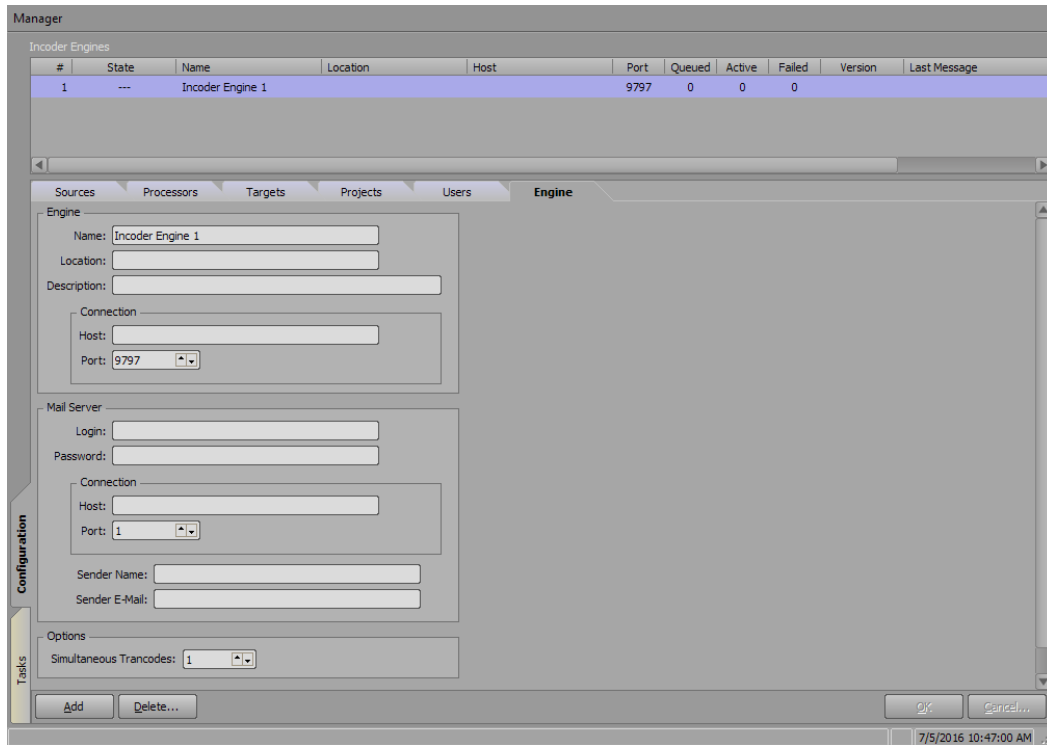 Manager
Incoder Engines
# State Name Location Host Port Queued Active Failed Version Last Message
1 --- Incoder Engine 1 9797 0 0 0
Sources Processors Targets Projects Users Engine
Engine
Name: Incoder Engine 1
Location:
Description:
Connection
Host:
Port: 9797
Mail Server
Login:
Password:
Connection
Host:
Port: 1
Sender Name:
Sender E-Mail:
Options
Simultaneous Trancodes: 1
Configuration
Tasks
Add Delete... OK Cancel...
7/5/2016 10:47:00 AM